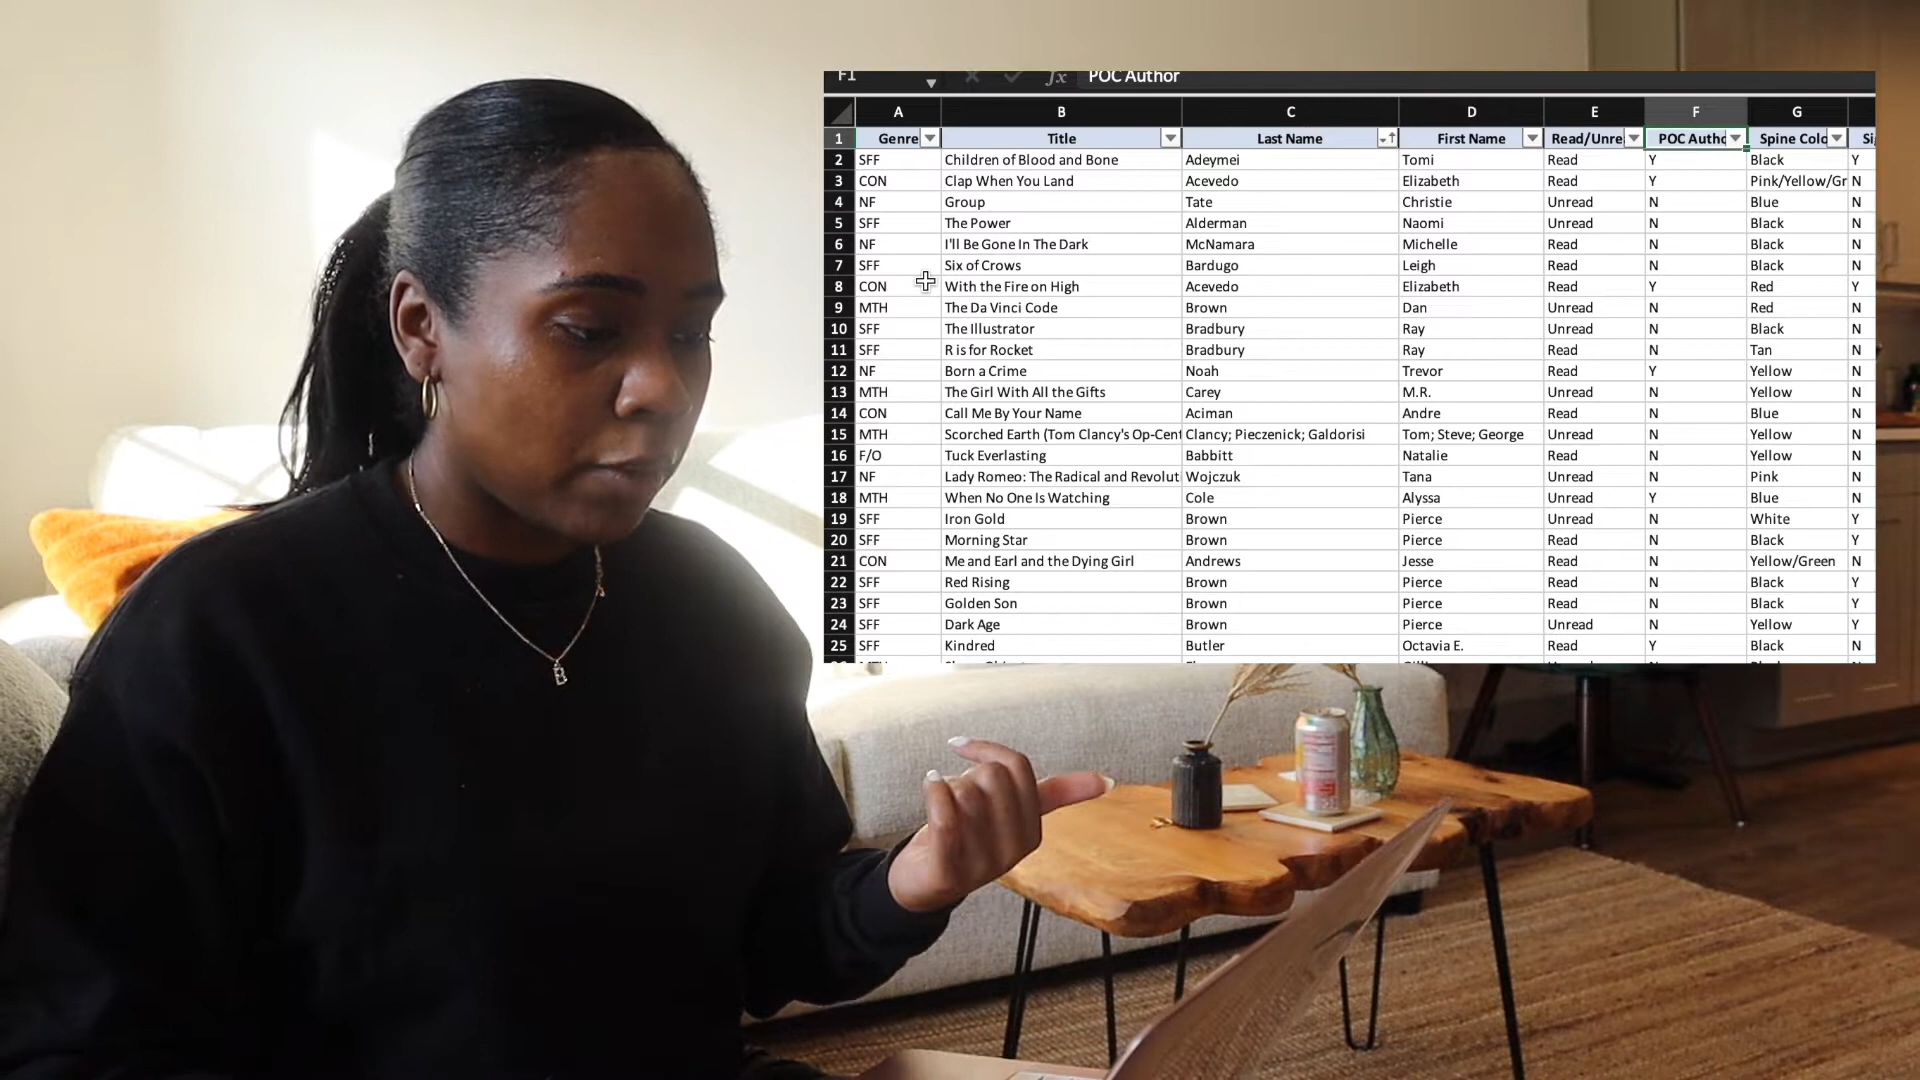 F1 fx POC Author
A B C D E F G
1 Genre Title Last Name First Name Read/Unre POC Autho Spine Colo Si
2 SFF Children of Blood and Bone Adeymei Tomi Read Y Black Y
3 CON Clap When You Land Acevedo Elizabeth Read Y Pink/Yellow/Gr N
4 NF Group Tate Christie Unread N Blue N
5 SFF The Power Alderman Naomi Unread N Black N
6 NF I'll Be Gone In The Dark McNamara Michelle Read N Black N
7 SFF Six of Crows Bardugo Leigh Read N Black N
8 CON With the Fire on High Acevedo Elizabeth Read Y Red Y
9 MTH The Da Vinci Code Brown Dan Unread N Red N
10 SFF The Illustrator Bradbury Ray Unread N Black N
11 SFF R is for Rocket Bradbury Ray Read N Tan N
12 NF Born a Crime Noah Trevor Read Y Yellow N
13 MTH The Girl With All the Gifts Carey M.R. Unread N Yellow N
14 CON Call Me By Your Name Aciman Andre Read N Blue N
15 MTH Scorched Earth (Tom Clancy's Op-Cent Clancy; Pieczenick; Galdorisi Tom; Steve; George Unread N Yellow N
16 F/O Tuck Everlasting Babbitt Natalie Read N Yellow N
17 NF Lady Romeo: The Radical and Revolut Wojczuk Tana Unread N Pink N
18 MTH When No One Is Watching Cole Alyssa Unread Y Blue N
19 SFF Iron Gold Brown Pierce Unread N White Y
20 SFF Morning Star Brown Pierce Read N Black Y
21 CON Me and Earl and the Dying Girl Andrews Jesse Read N Yellow/Green N
22 SFF Red Rising Brown Pierce Read N Black Y
23 SFF Golden Son Brown Pierce Read N Black Y
24 SFF Dark Age Brown Pierce Unread N Yellow Y
25 SFF Kindred Butler Octavia E. Read Y Black N